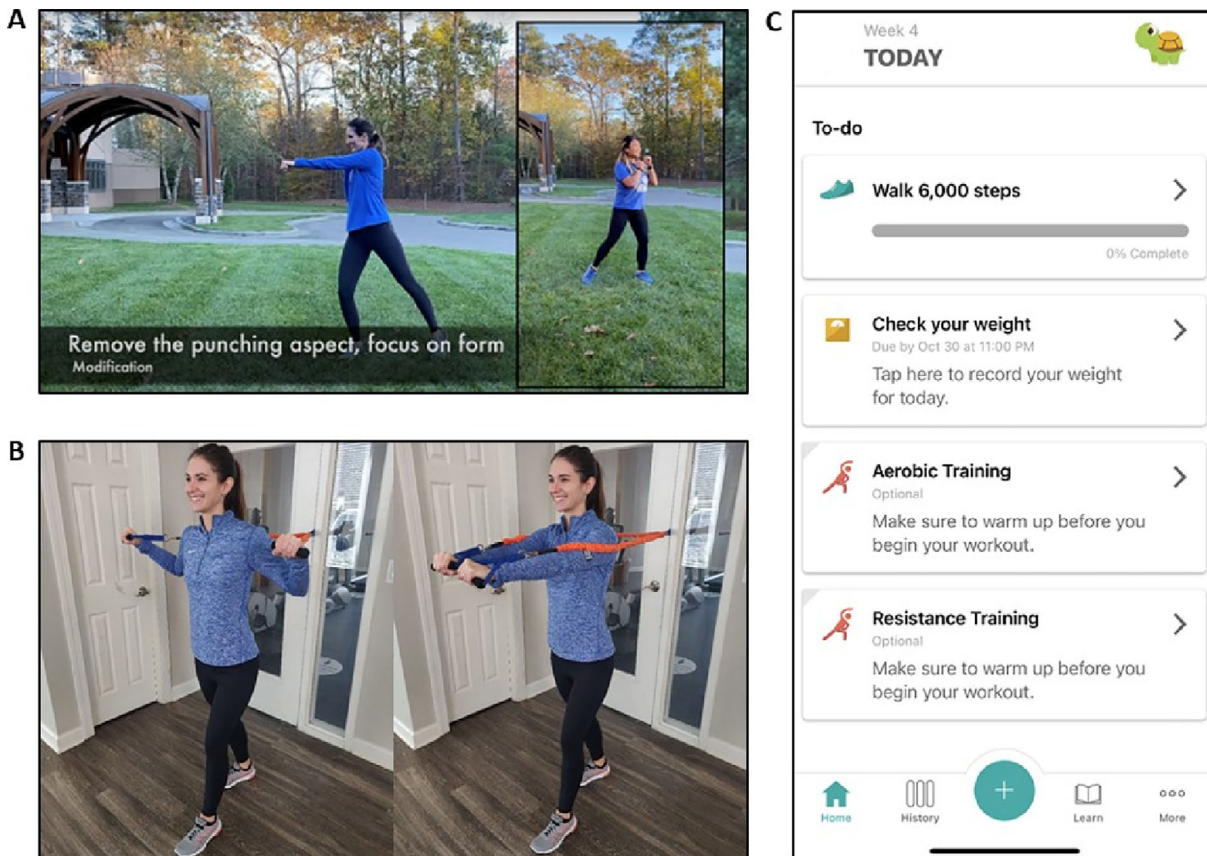 A
Remove the punching aspect, focus on form
Modification
B
C
Week 4
TODAY
To-do
Walk 6,000 steps
0% Complete
Check your weight
Due by Oct 30 at 11:00 PM
Tap here to record your weight
for today.
Aerobic Training
Optional
Make sure to warm up before you
begin your workout.
Resistance Training
Optional
Make sure to warm up before you
begin your workout.
Home
History
Learn
More